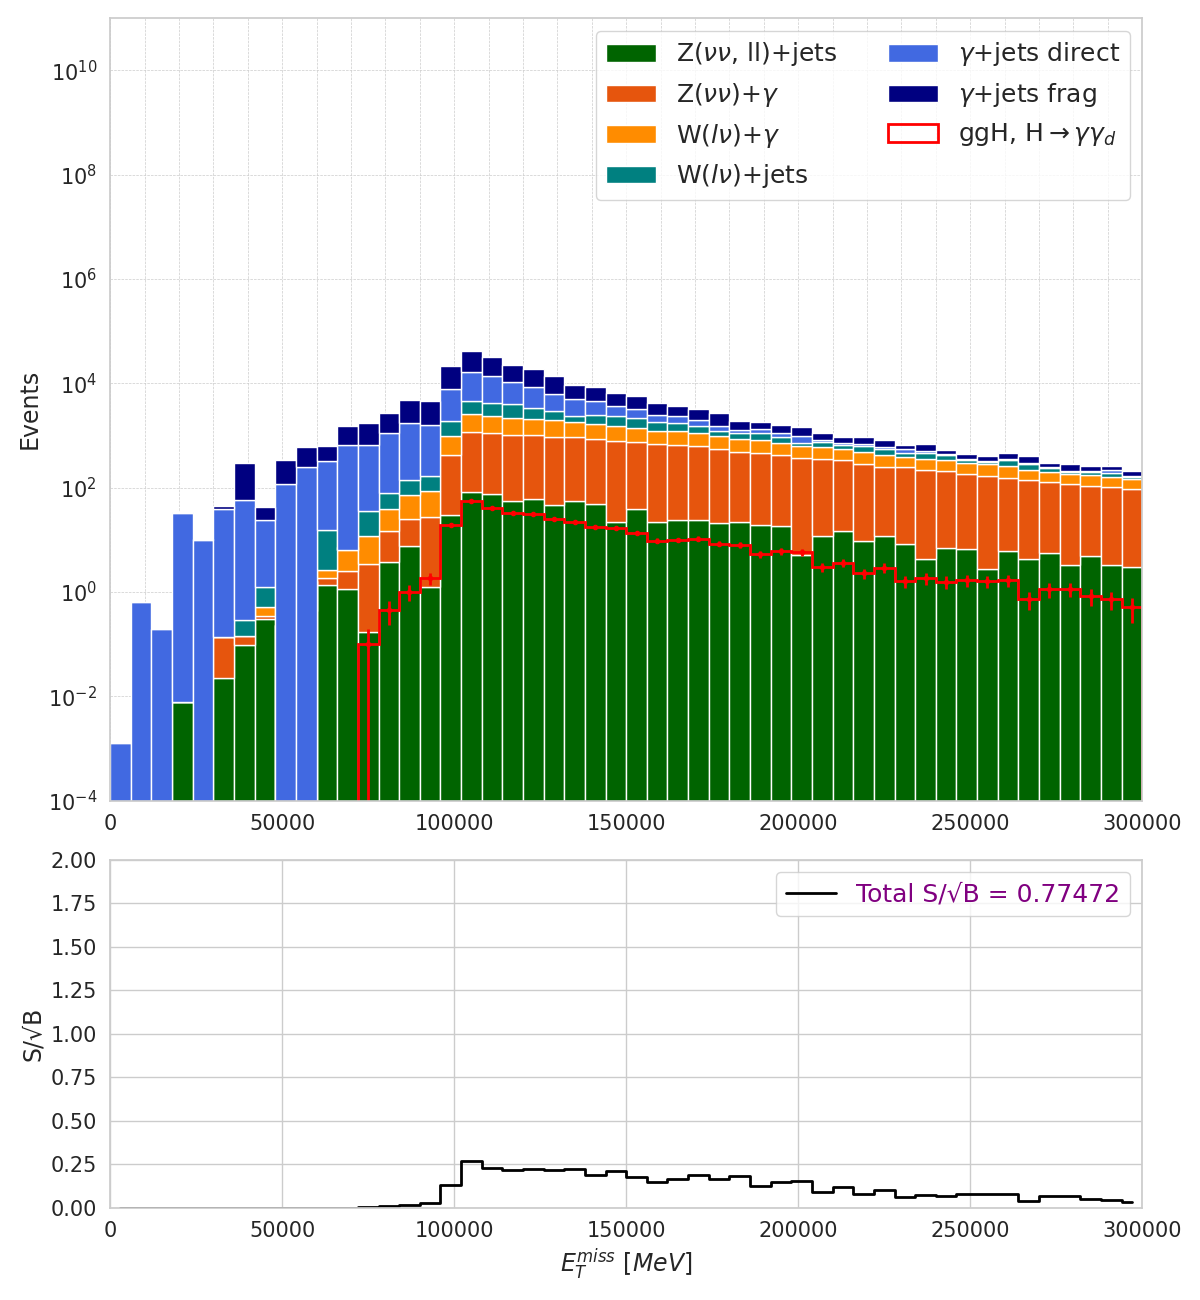 Z(νν, ll)+jets
Z(νν)+γ
W(lν)+γ
W(lν)+jets
γ+jets direct
γ+jets frag
ggH, H→γγ_d
Events
10^10
10^8
10^6
10^4
10^2
10^0
10^−2
10^−4
0 50000 100000 150000 200000 250000 300000
Total S/√B = 0.77472
S/√B
2.00
1.75
1.50
1.25
1.00
0.75
0.50
0.25
0.00
0 50000 100000 150000 200000 250000 300000
E_T^miss [MeV]